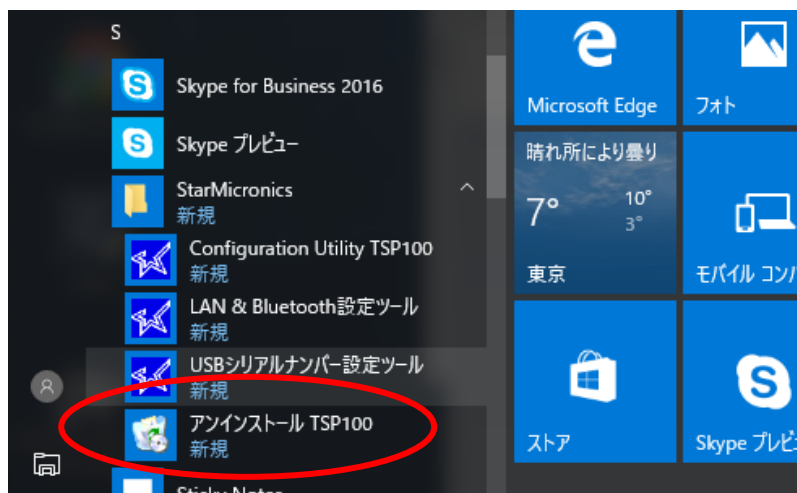 S
Skype for Business 2016
Skype プレビュー
StarMicronics
新規
Configuration Utility TSP100
新規
LAN & Bluetooth設定ツール
新規
USBシリアルナンバー設定ツール
新規
アンインストール TSP100
新規
Sticky Notes
Microsoft Edge
フォト
晴れ所により曇り
7°
10°
3°
東京
モバイル コン
ストア
Skype プレビ